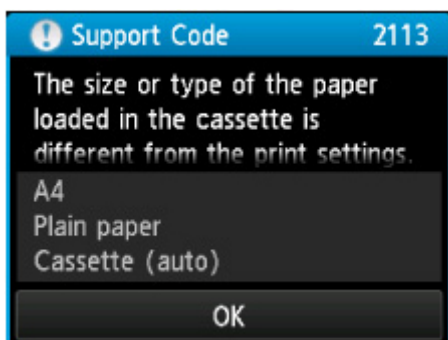 Support Code 2113
The size or type of the paper
loaded in the cassette is
different from the print settings.
A4
Plain paper
Cassette (auto)
OK